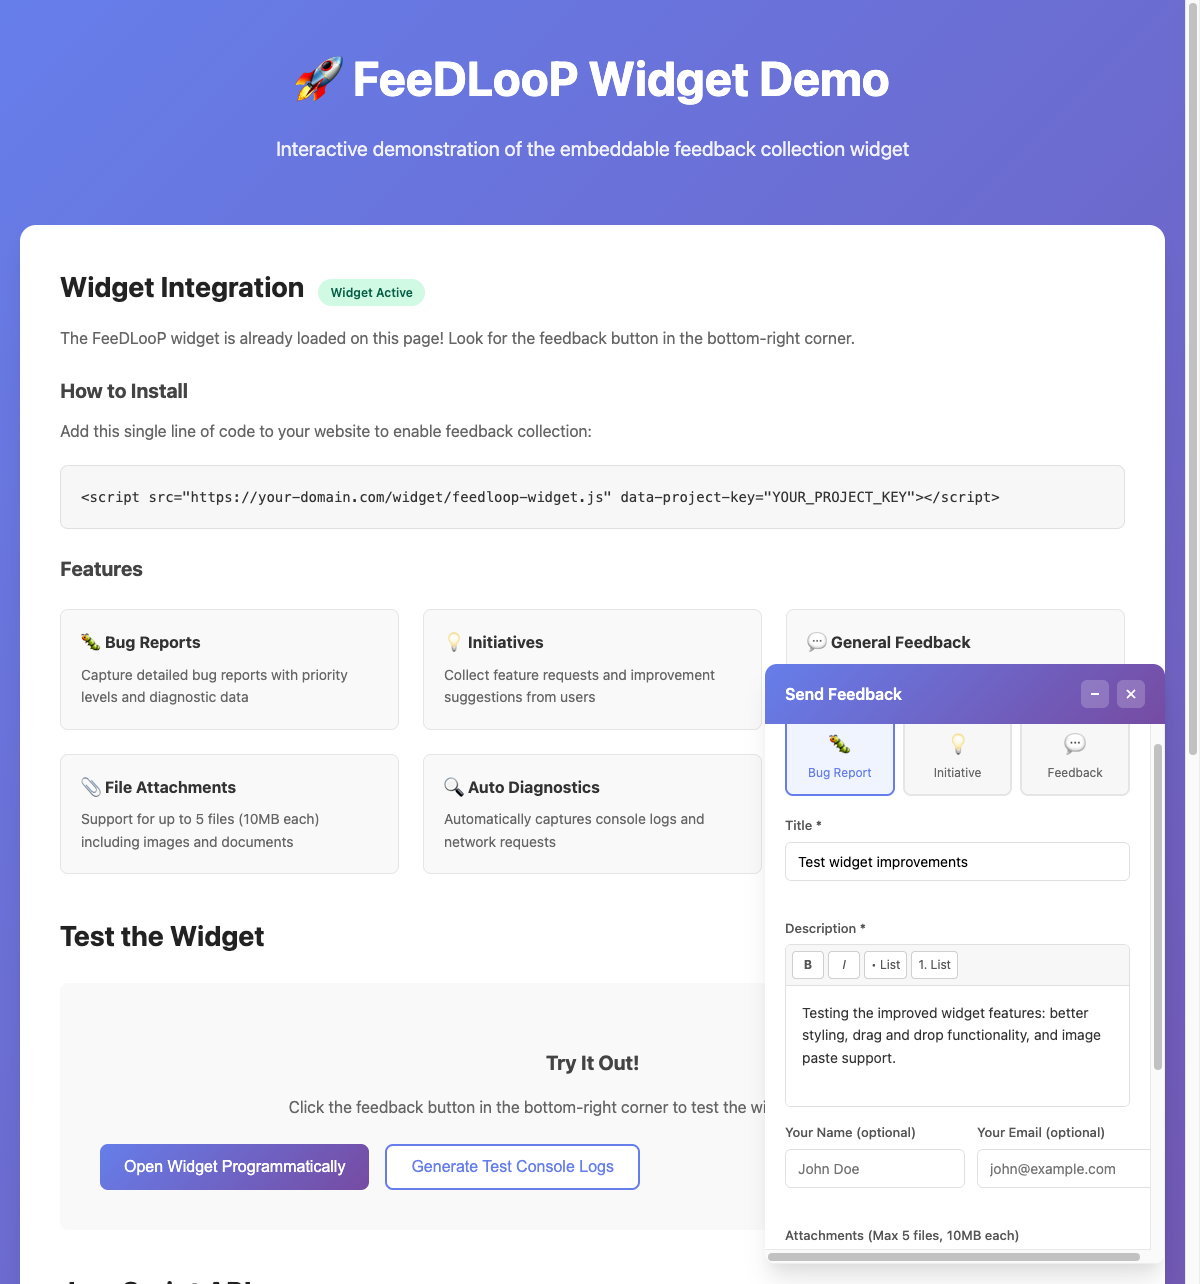 🚀 FeeDLooP Widget Demo
Interactive demonstration of the embeddable feedback collection widget
Widget Integration
Widget Active
The FeeDLooP widget is already loaded on this page! Look for the feedback button in the bottom-right corner.
How to Install
Add this single line of code to your website to enable feedback collection:
<script src="https://your-domain.com/widget/feedloop-widget.js" data-project-key="YOUR_PROJECT_KEY"></script>
Features
🐛 Bug Reports
Capture detailed bug reports with priority
levels and diagnostic data
💡 Initiatives
Collect feature requests and improvement
suggestions from users
💬 General Feedback
📎 File Attachments
Support for up to 5 files (10MB each)
including images and documents
🔍 Auto Diagnostics
Automatically captures console logs and
network requests
Test the Widget
Try It Out!
Click the feedback button in the bottom-right corner to test the
Open Widget Programmatically
Generate Test Console Logs
Send Feedback
Bug Report
Initiative
Feedback
Title *
Test widget improvements
Description *
B
I
• List
1. List
Testing the improved widget features: better
styling, drag and drop functionality, and image
paste support.
Your Name (optional)
Your Email (optional)
John Doe
john@example.com
Attachments (Max 5 files, 10MB each)